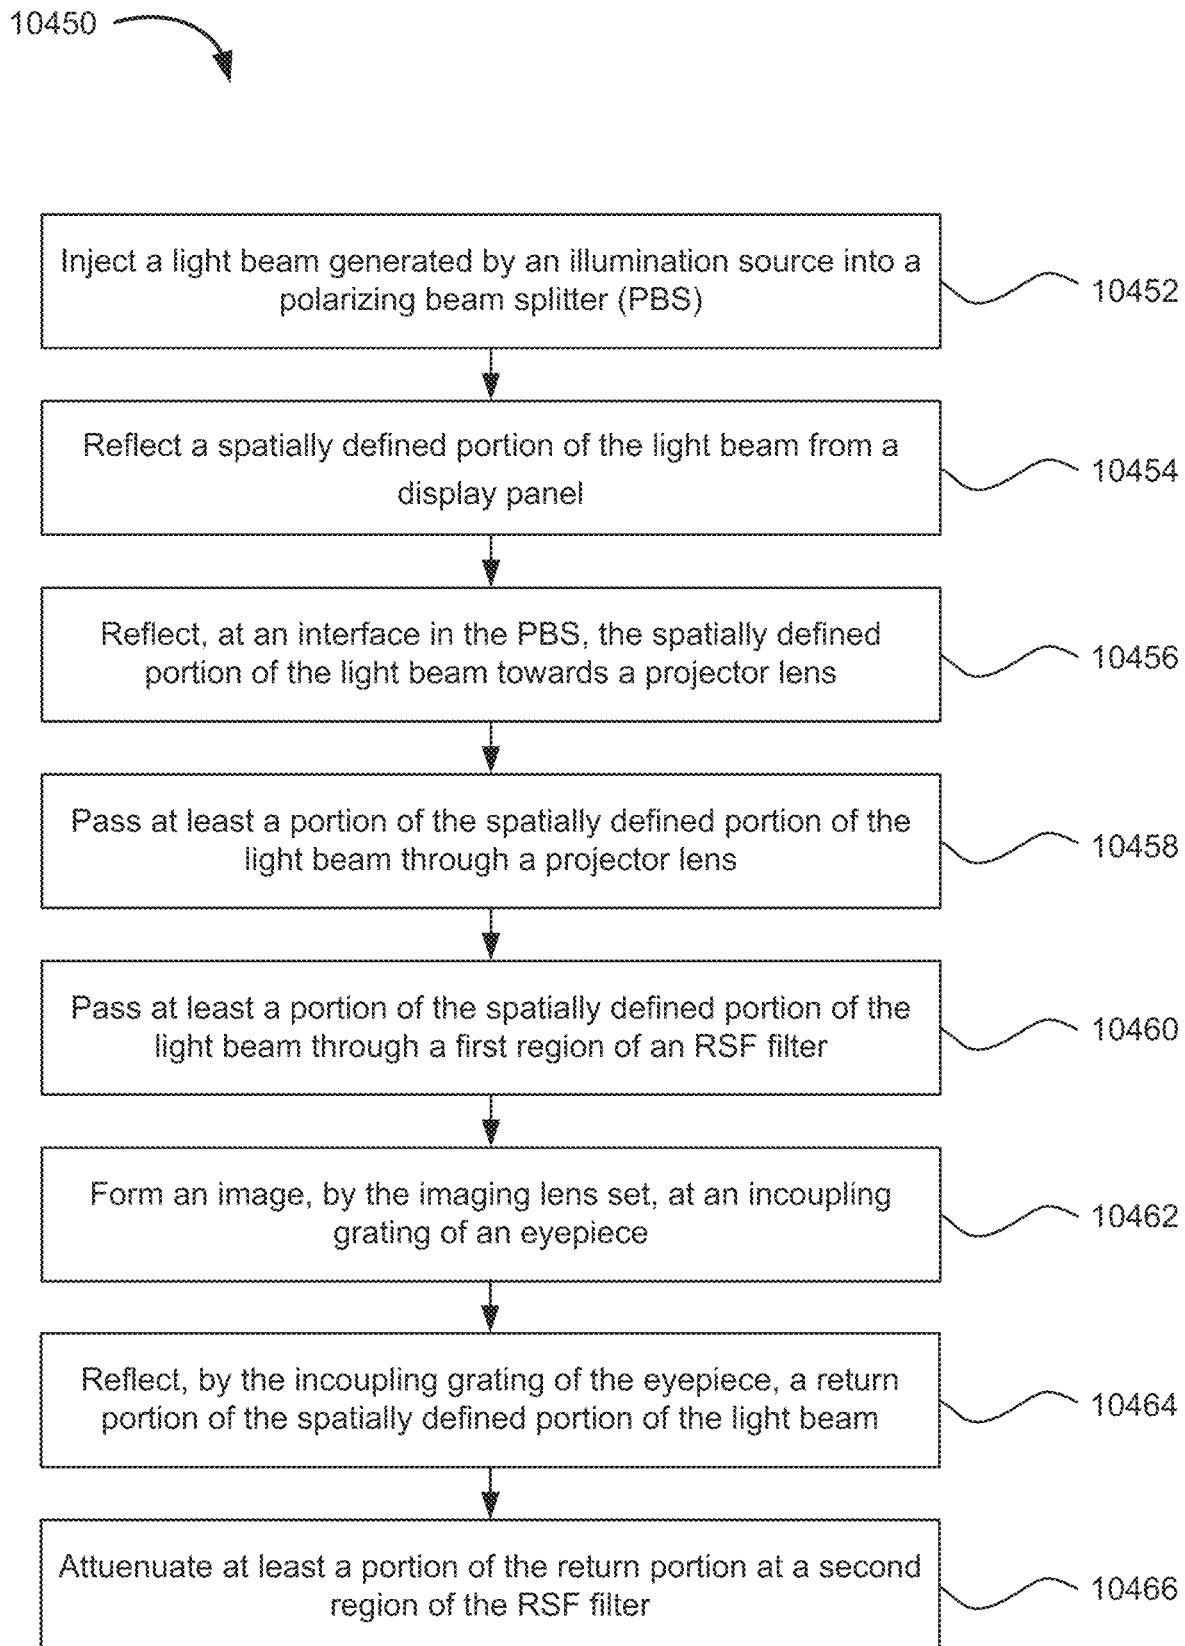 10450
Inject a light beam generated by an illumination source into a
polarizing beam splitter (PBS)
10452
Reflect a spatially defined portion of the light beam from a
display panel
10454
Reflect, at an interface in the PBS, the spatially defined
portion of the light beam towards a projector lens
10456
Pass at least a portion of the spatially defined portion of the
light beam through a projector lens
10458
Pass at least a portion of the spatially defined portion of the
light beam through a first region of an RSF filter
10460
Form an image, by the imaging lens set, at an incoupling
grating of an eyepiece
10462
Reflect, by the incoupling grating of the eyepiece, a return
portion of the spatially defined portion of the light beam
10464
Attuenuate at least a portion of the return portion at a second
region of the RSF filter
10466